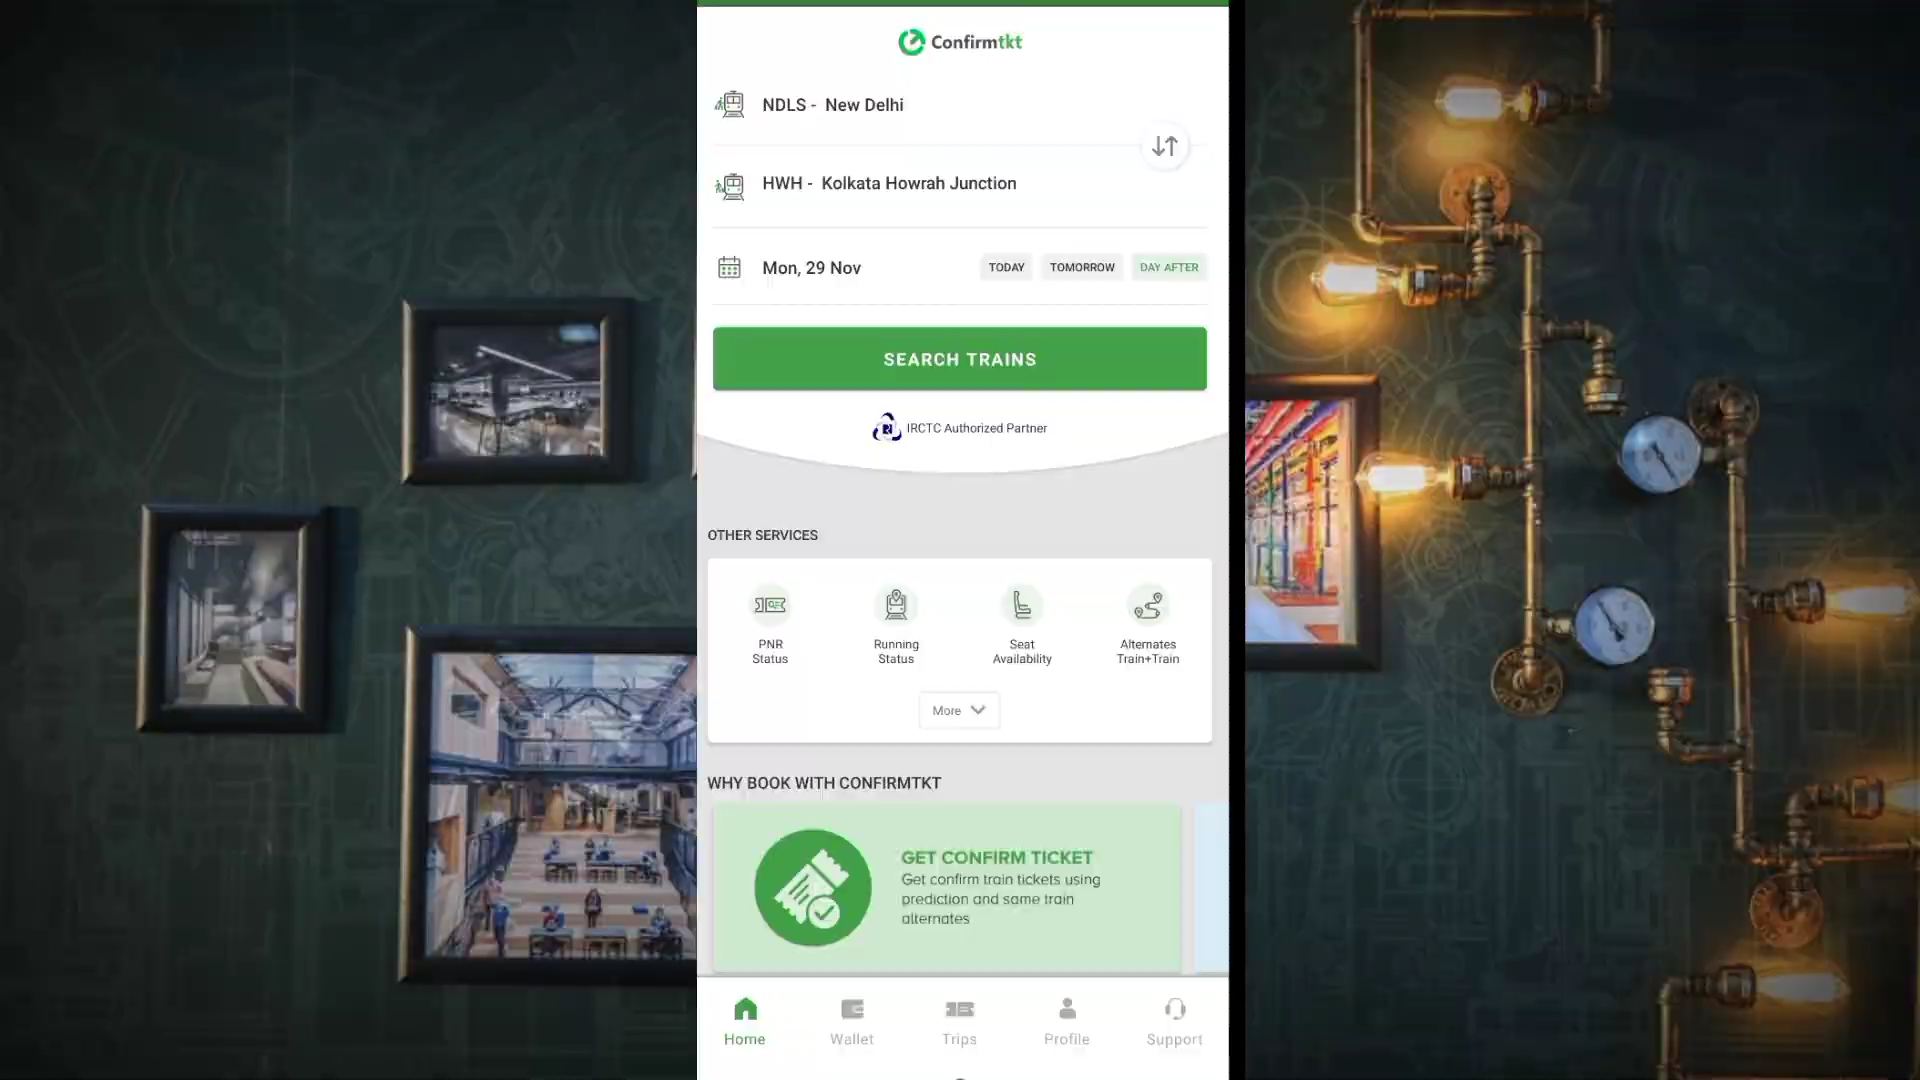 Confirmtkt
NDLS - New Delhi
HWH - Kolkata Howrah Junction
Mon, 29 Nov
TODAY
TOMORROW
DAY AFTER
SEARCH TRAINS
IRCTC Authorized Partner
OTHER SERVICES
PNR
Status
Running
Status
Seat
Availability
Alternates
Train+Train
More
WHY BOOK WITH CONFIRMTKT
GET CONFIRM TICKET
Get confirm train tickets using
prediction and same train
alternates
Home
Wallet
Trips
Profile
Support